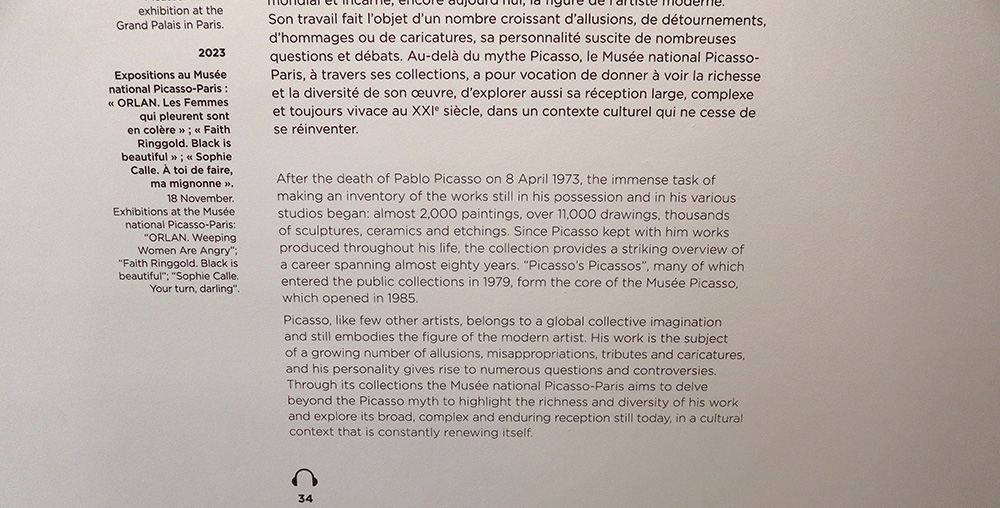 exhibition at the
Grand Palais in Paris.
2023
Expositions au Musée
national Picasso-Paris :
« ORLAN. Les Femmes
qui pleurent sont
en colère » ; « Faith
Ringgold. Black is
beautiful » ; « Sophie
Calle. À toi de faire,
ma mignonne ».
18 November.
Exhibitions at the Musée
national Picasso-Paris:
“ORLAN. Weeping
Women Are Angry”;
“Faith Ringgold. Black is
beautiful”; “Sophie Calle.
Your turn, darling”.
mondial et incarne, encore aujourd’hui, la figure de l’artiste moderne.
Son travail fait l’objet d’un nombre croissant d’allusions, de détournements,
d’hommages ou de caricatures, sa personnalité suscite de nombreuses
questions et débats. Au-delà du mythe Picasso, le Musée national Picasso-
Paris, à travers ses collections, a pour vocation de donner à voir la richesse
et la diversité de son œuvre, d’explorer aussi sa réception large, complexe
et toujours vivace au XXIe siècle, dans un contexte culturel qui ne cesse de
se réinventer.
After the death of Pablo Picasso on 8 April 1973, the immense task of
making an inventory of the works still in his possession and in his various
studios began: almost 2,000 paintings, over 11,000 drawings, thousands
of sculptures, ceramics and etchings. Since Picasso kept with him works
produced throughout his life, the collection provides a striking overview of
a career spanning almost eighty years. “Picasso’s Picassos”, many of which
entered the public collections in 1979, form the core of the Musée Picasso,
which opened in 1985.
Picasso, like few other artists, belongs to a global collective imagination
and still embodies the figure of the modern artist. His work is the subject
of a growing number of allusions, misappropriations, tributes and caricatures,
and his personality gives rise to numerous questions and controversies.
Through its collections the Musée national Picasso-Paris aims to delve
beyond the Picasso myth to highlight the richness and diversity of his work
and explore its broad, complex and enduring reception still today, in a cultural
context that is constantly renewing itself.
34